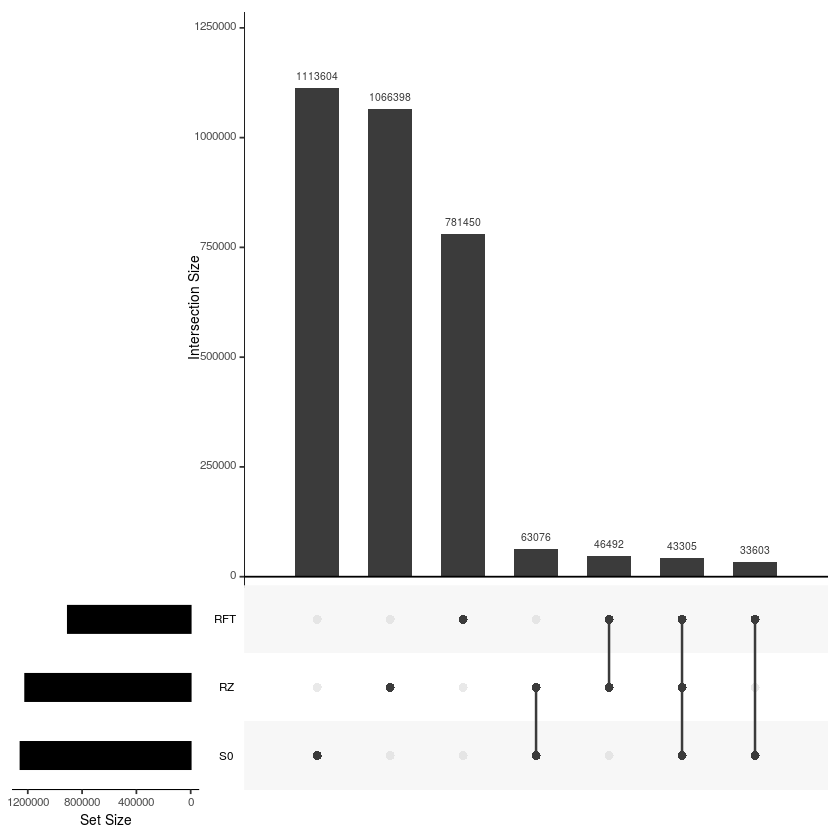 1250000
1113604
1066398
1000000
781450
750000
Intersection Size
500000
250000
63076
46492
43305
33603
0
RFT
RZ
S0
1200000 800000 400000 0
Set Size